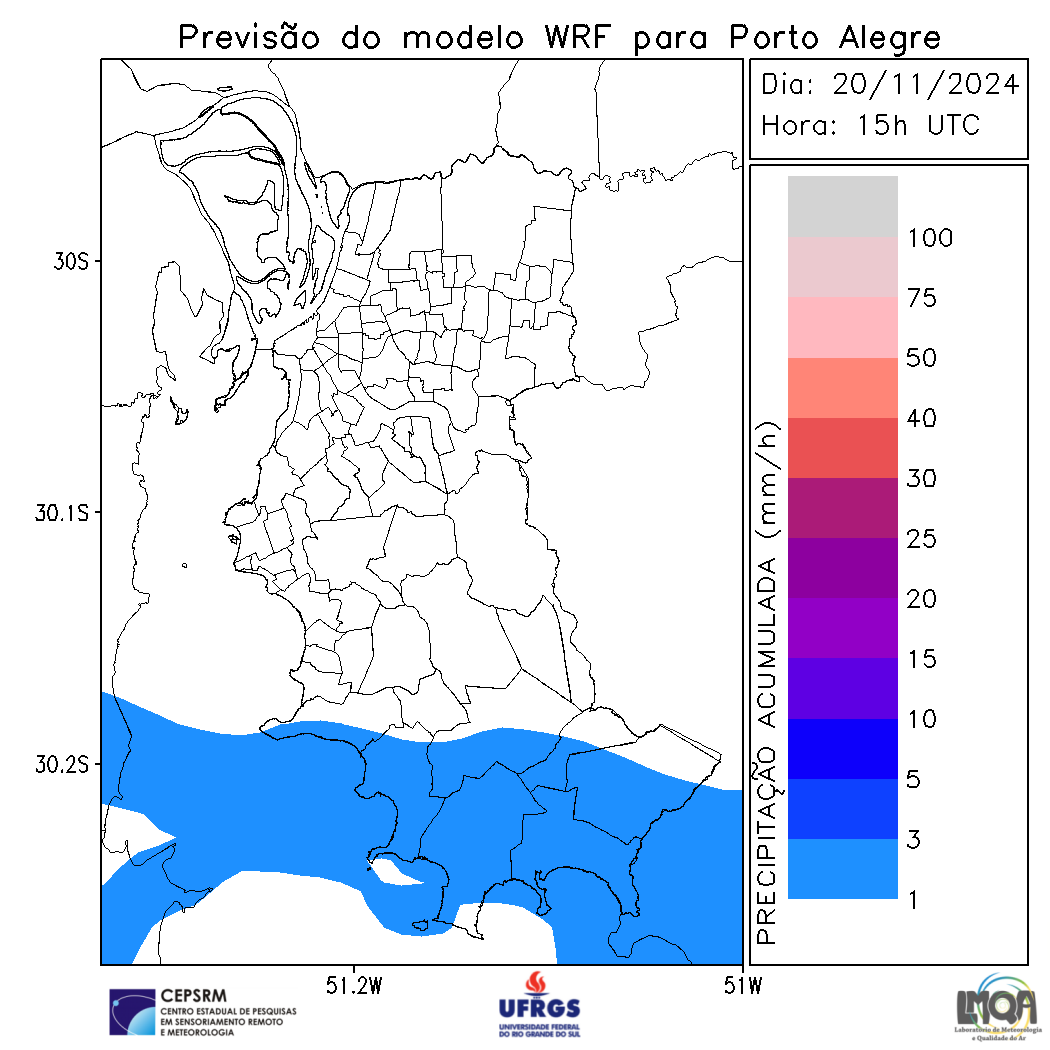 Previsão do modelo WRF para Porto Alegre
Dia: 20/11/2024
Hora: 15h UTC
30S
30.1S
30.2S
51.2W
51W
PRECIPITAÇÃO ACUMULADA (mm/h)
100
75
50
40
30
25
20
15
10
5
3
1
CEPSRM
CENTRO ESTADUAL DE PESQUISAS
EM SENSORIAMENTO REMOTO
E METEOROLOGIA
UFRGS
UNIVERSIDADE FEDERAL
DO RIO GRANDE DO SUL
LMQA
Laboratório de Meteorologia
e Qualidade do Ar